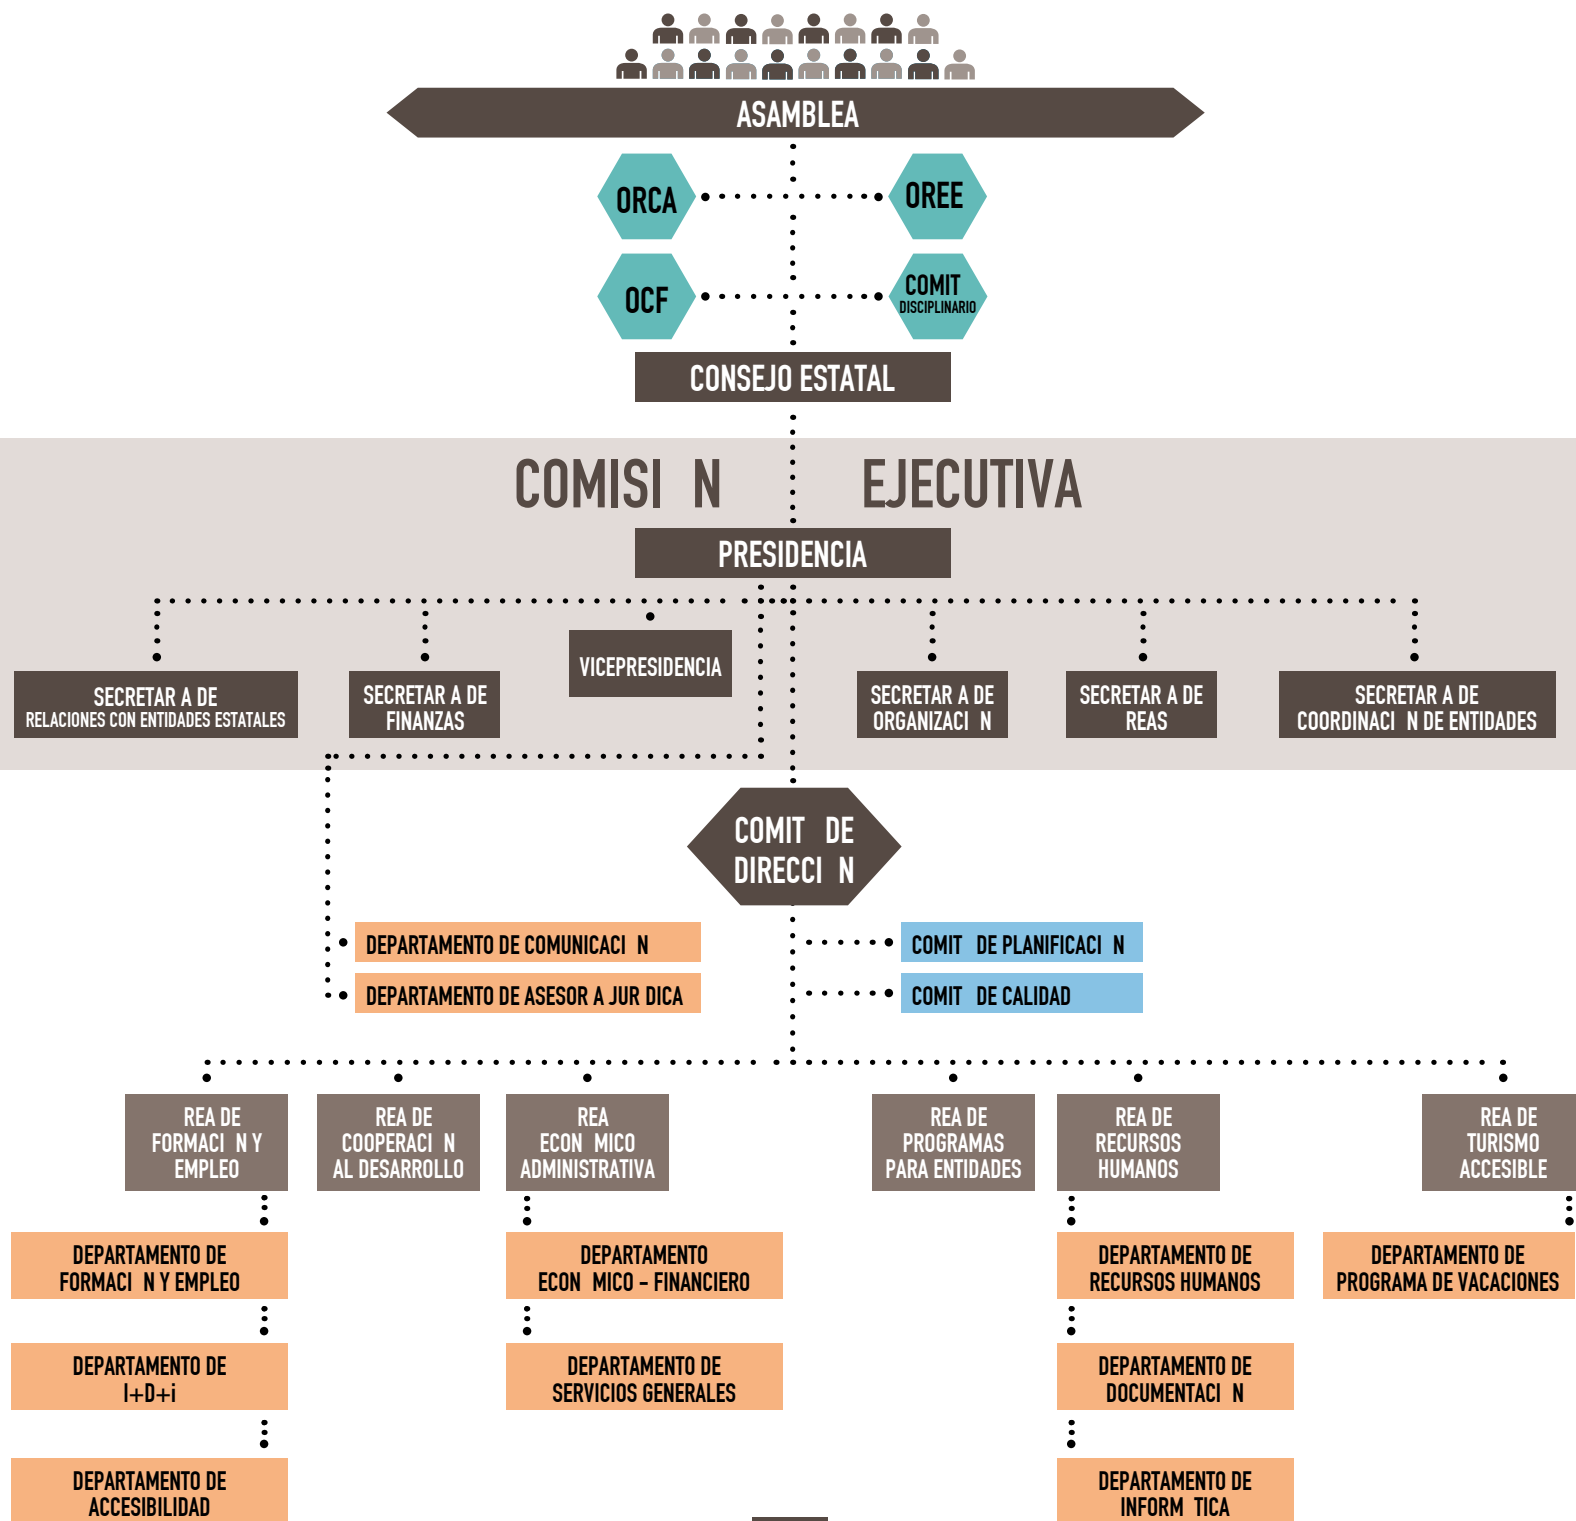 ASAMBLEA
ORCA
OREE
OCF
COMIT
DISCIPLINARIO
CONSEJO ESTATAL
COMISI N EJECUTIVA
PRESIDENCIA
VICEPRESIDENCIA
SECRETAR A DE
RELACIONES CON ENTIDADES ESTATALES
SECRETAR A DE
FINANZAS
SECRETAR A DE
ORGANIZACI N
SECRETAR A DE
REAS
SECRETAR A DE
COORDINACI N DE ENTIDADES
COMIT DE
DIRECCI N
DEPARTAMENTO DE COMUNICACI N
DEPARTAMENTO DE ASESOR A JUR DICA
COMIT DE PLANIFICACI N
COMIT DE CALIDAD
REA DE
FORMACI N Y
EMPLEO
REA DE
COOPERACI N
AL DESARROLLO
REA
ECON MICO
ADMINISTRATIVA
REA DE
PROGRAMAS
PARA ENTIDADES
REA DE
RECURSOS
HUMANOS
REA DE
TURISMO
ACCESIBLE
DEPARTAMENTO DE
FORMACI N Y EMPLEO
DEPARTAMENTO
ECON MICO - FINANCIERO
DEPARTAMENTO DE
RECURSOS HUMANOS
DEPARTAMENTO DE
PROGRAMA DE VACACIONES
DEPARTAMENTO DE
I+D+i
DEPARTAMENTO DE
SERVICIOS GENERALES
DEPARTAMENTO DE
DOCUMENTACI N
DEPARTAMENTO DE
ACCESIBILIDAD
DEPARTAMENTO DE
INFORM TICA